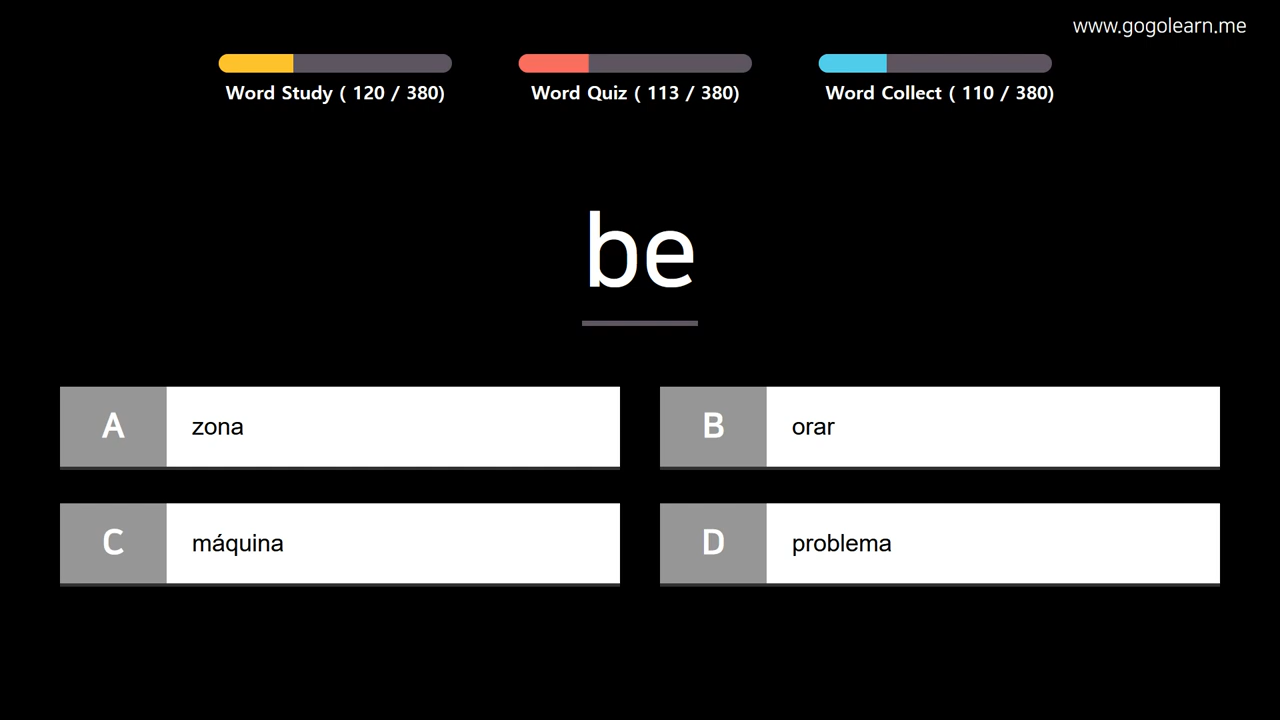 www.gogolearn.me
Word Study ( 120 / 380)
Word Quiz ( 113 / 380)
Word Collect ( 110 / 380)
be
A zona
B orar
C máquina
D problema